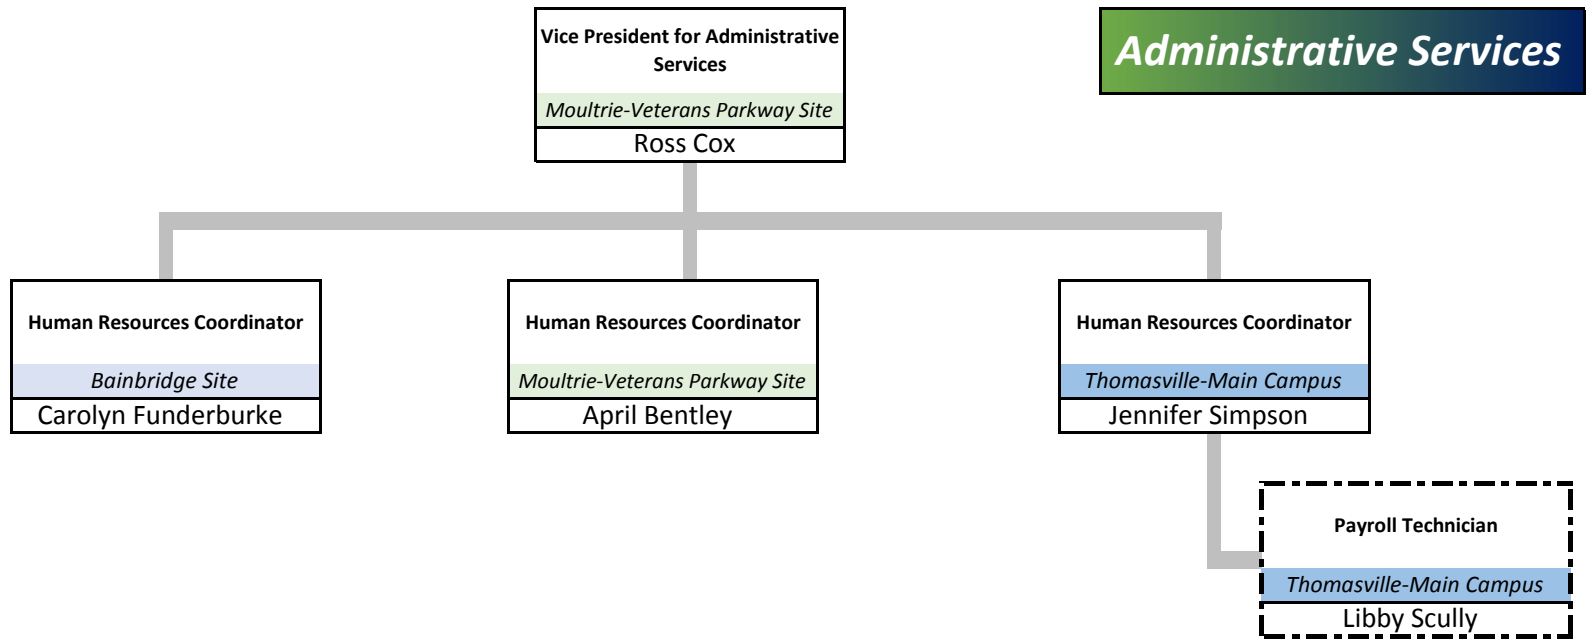 Administrative Services
Vice President for Administrative
Services
Moultrie-Veterans Parkway Site
Ross Cox
Human Resources Coordinator
Bainbridge Site
Carolyn Funderburke
Human Resources Coordinator
Moultrie-Veterans Parkway Site
April Bentley
Human Resources Coordinator
Thomasville-Main Campus
Jennifer Simpson
Payroll Technician
Thomasville-Main Campus
Libby Scully